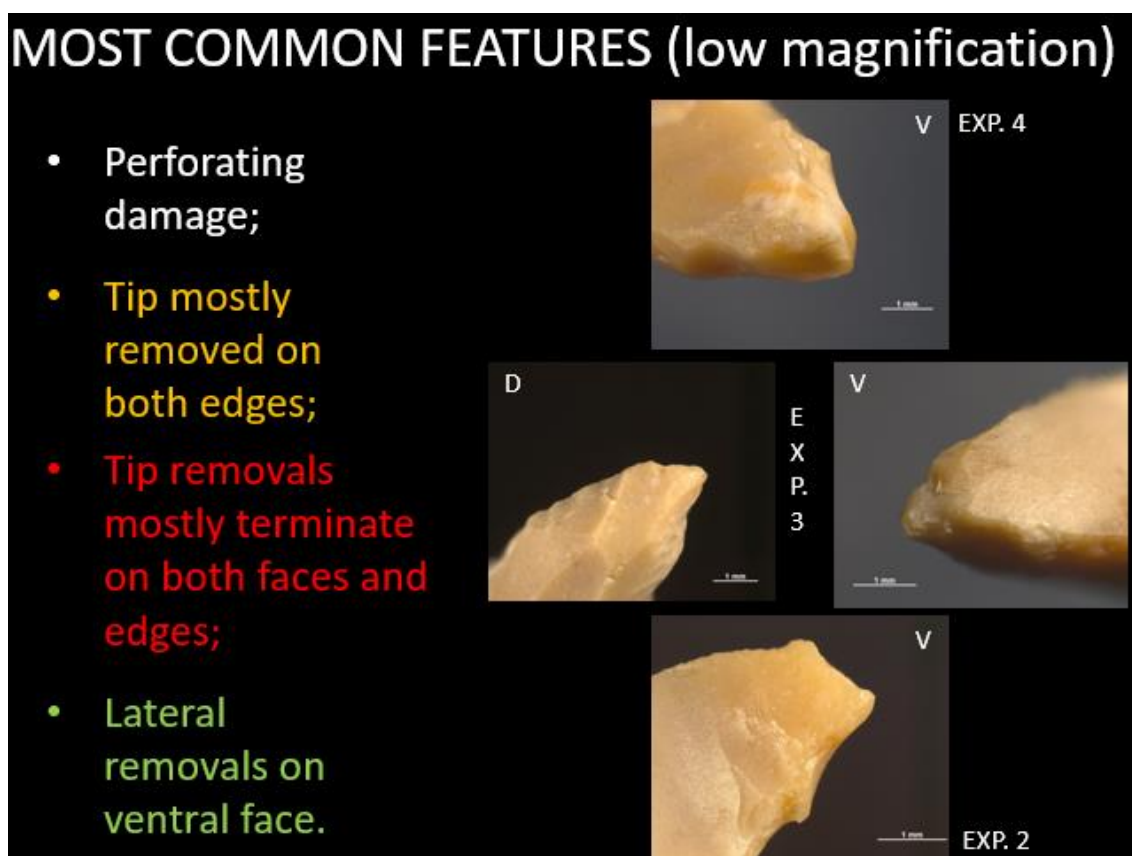 MOST COMMON FEATURES (low magnification)
• Perforating
damage;
• Tip mostly
removed on
both edges;
• Tip removals
mostly terminate
on both faces and
edges;
• Lateral
removals on
ventral face.
V
EXP. 4
1 mm
D
1 mm
E
X
P.
3
V
1 mm
V
1 mm
EXP. 2